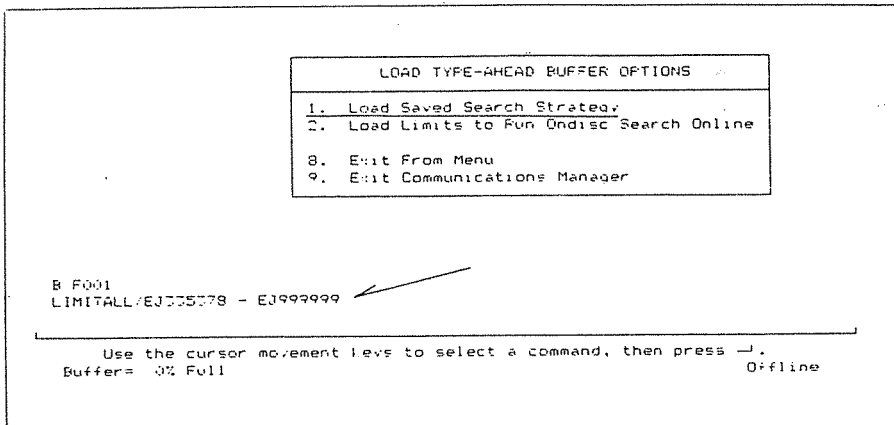 LOAD TYPE-AHEAD BUFFER OPTIONS
1. Load Saved Search Strategy
2. Load Limits to Run Ondisc Search Online
8. Exit From Menu
9. Exit Communications Manager
B F001
LIMITALL/EJ335378 - EJ999999
Use the cursor movement keys to select a command, then press ─┘.
Buffer= 0% Full
Offline